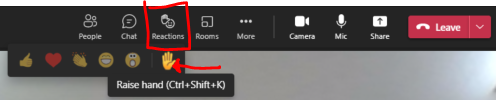 People Chat Reactions Rooms More Camera Mic Share Leave
Raise hand (Ctrl+Shift+K)